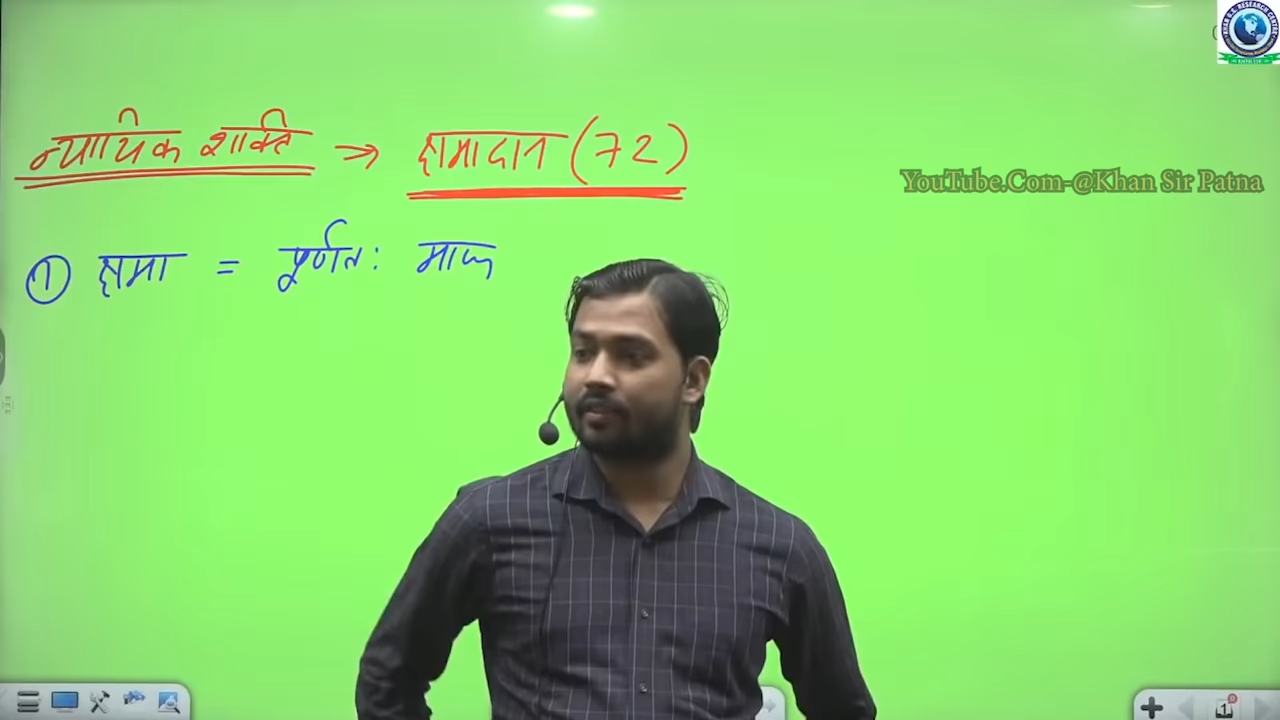 न्यायिक शक्ति → क्षमादान (72)
YouTube.Com-@Khan Sir Patna
① क्षमा = पूर्णत: माफ